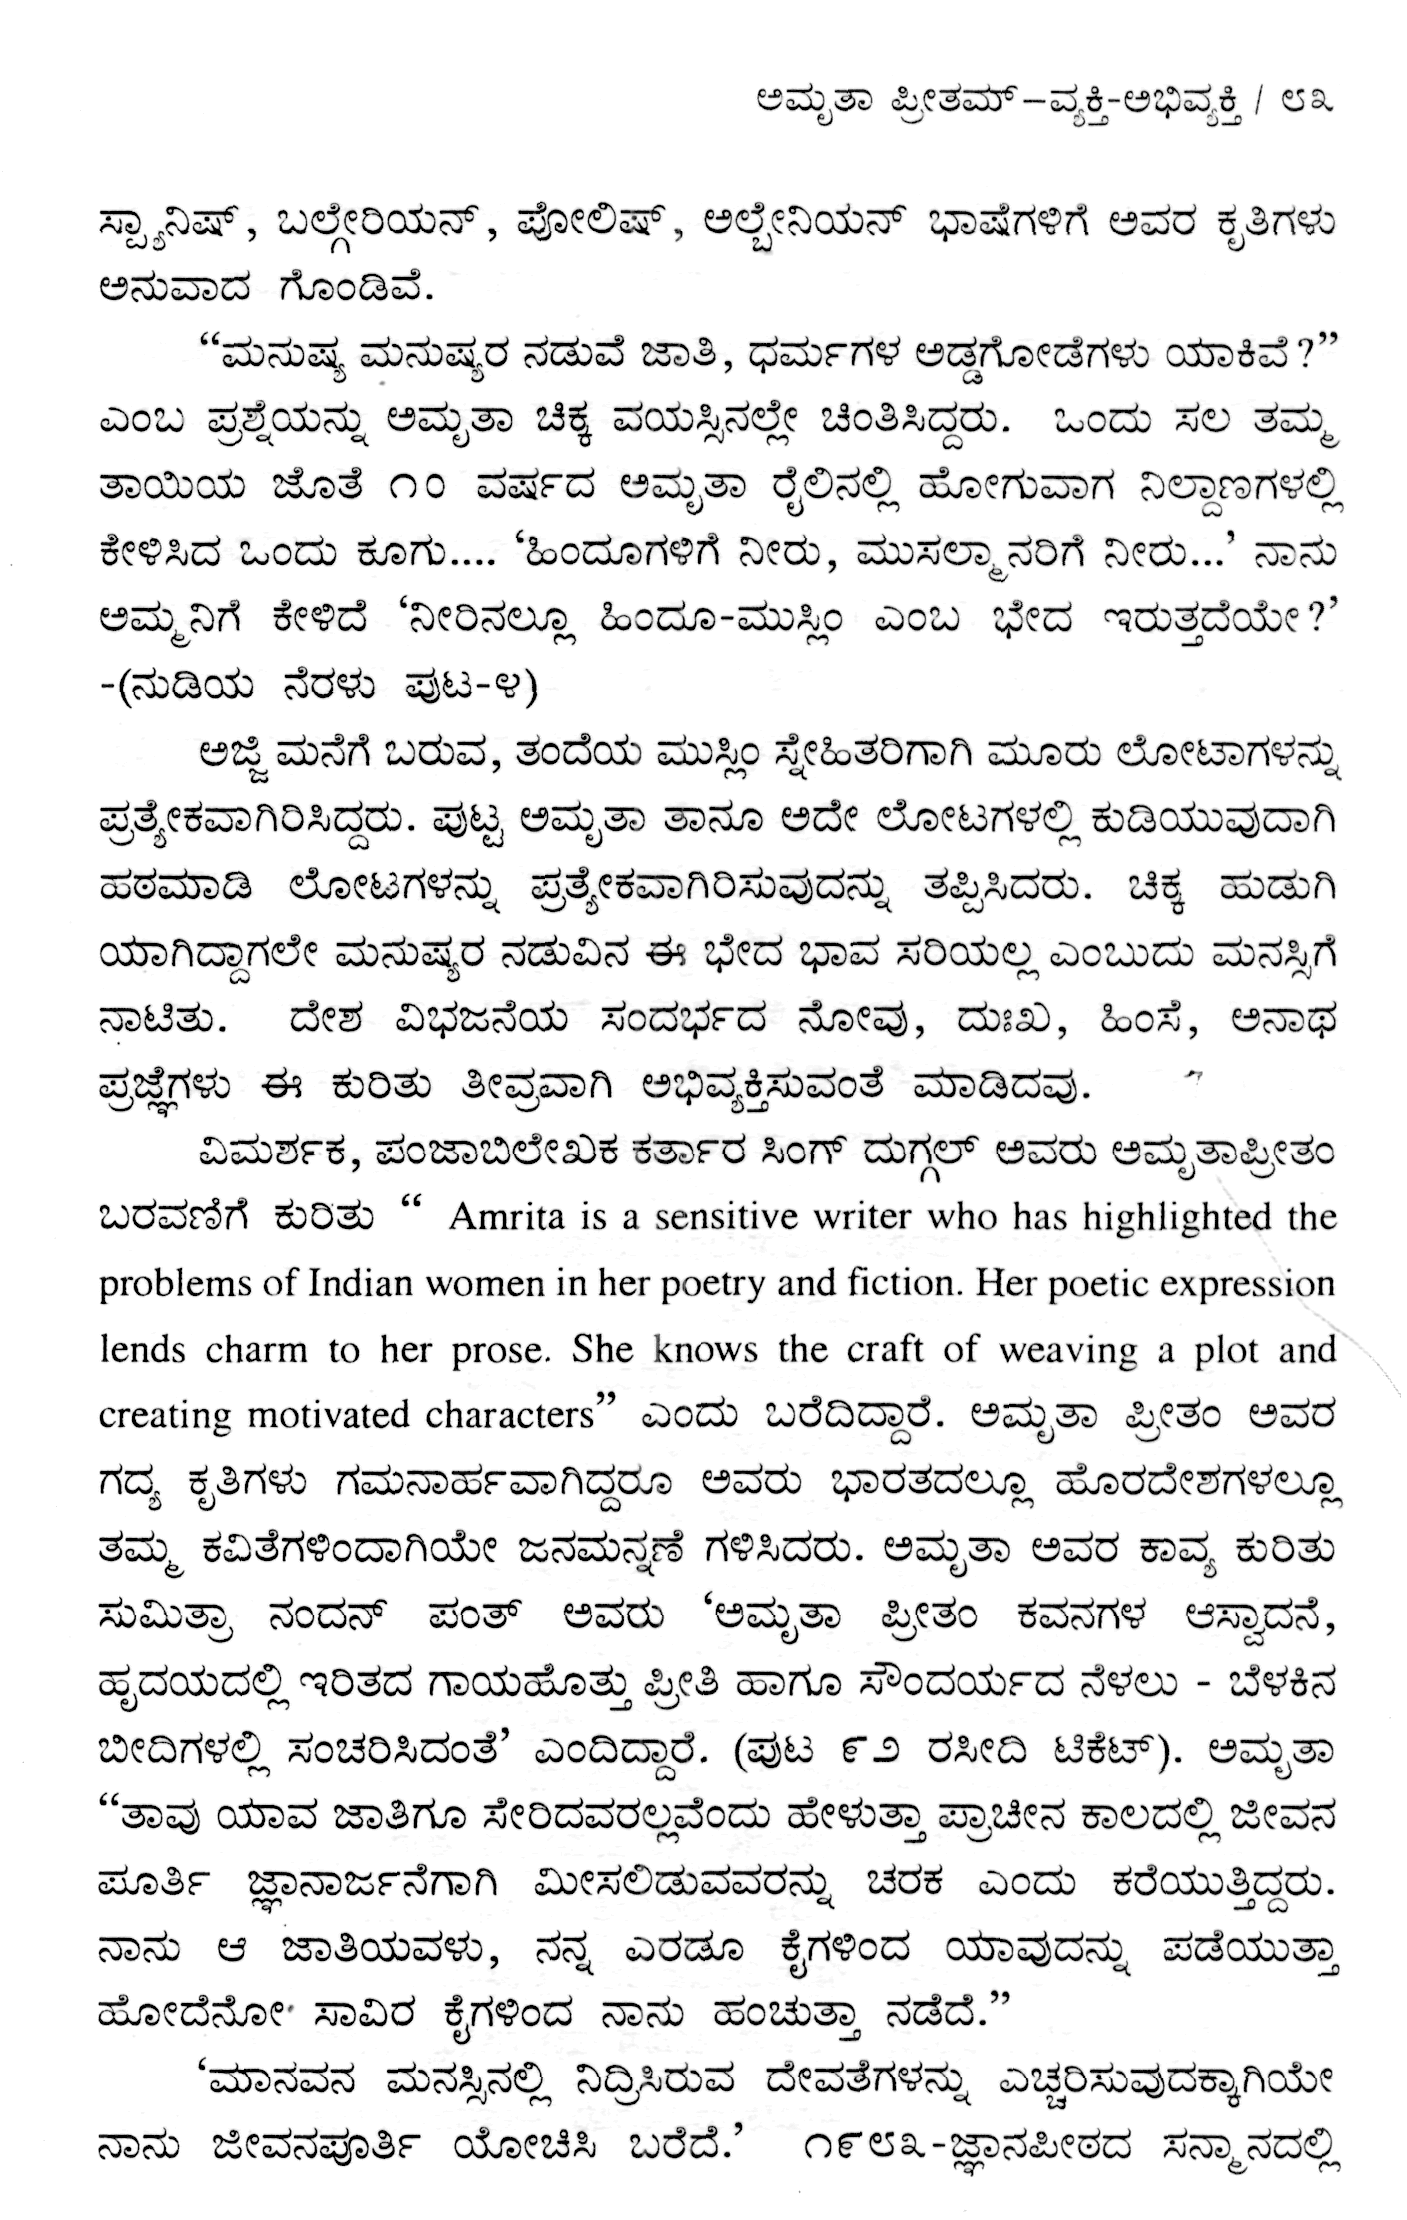 ಅಮೃತಾ ಪ್ರೀತಮ್–ವ್ಯಕ್ತಿ-ಅಭಿವ್ಯಕ್ತಿ / ೮೩
ಸ್ಪ್ಯಾನಿಷ್, ಬಲ್ಗೇರಿಯನ್, ಪೋಲಿಷ್, ಅಲ್ಬೇನಿಯನ್ ಭಾಷೆಗಳಿಗೆ ಅವರ ಕೃತಿಗಳು
ಅನುವಾದ ಗೊಂಡಿವೆ.
“ಮನುಷ್ಯ ಮನುಷ್ಯರ ನಡುವೆ ಜಾತಿ, ಧರ್ಮಗಳ ಅಡ್ಡಗೋಡೆಗಳು ಯಾಕಿವೆ?”
ಎಂಬ ಪ್ರಶ್ನೆಯನ್ನು ಅಮೃತಾ ಚಿಕ್ಕ ವಯಸ್ಸಿನಲ್ಲೇ ಚಿಂತಿಸಿದ್ದರು. ಒಂದು ಸಲ ತಮ್ಮ
ತಾಯಿಯ ಜೊತೆ ೧೦ ವರ್ಷದ ಅಮೃತಾ ರೈಲಿನಲ್ಲಿ ಹೋಗುವಾಗ ನಿಲ್ದಾಣಗಳಲ್ಲಿ
ಕೇಳಿಸಿದ ಒಂದು ಕೂಗು.... ‘ಹಿಂದೂಗಳಿಗೆ ನೀರು, ಮುಸಲ್ಮಾನರಿಗೆ ನೀರು...’ ನಾನು
ಅಮ್ಮನಿಗೆ ಕೇಳಿದೆ ‘ನೀರಿನಲ್ಲೂ ಹಿಂದೂ-ಮುಸ್ಲಿಂ ಎಂಬ ಭೇದ ಇರುತ್ತದೆಯೇ?’
-(ನುಡಿಯ ನೆರಳು ಪುಟ-೪)
ಅಜ್ಜಿ ಮನೆಗೆ ಬರುವ, ತಂದೆಯ ಮುಸ್ಲಿಂ ಸ್ನೇಹಿತರಿಗಾಗಿ ಮೂರು ಲೋಟಾಗಳನ್ನು
ಪ್ರತ್ಯೇಕವಾಗಿರಿಸಿದ್ದರು. ಪುಟ್ಟ ಅಮೃತಾ ತಾನೂ ಅದೇ ಲೋಟಗಳಲ್ಲಿ ಕುಡಿಯುವುದಾಗಿ
ಹಠಮಾಡಿ ಲೋಟಗಳನ್ನು ಪ್ರತ್ಯೇಕವಾಗಿರಿಸುವುದನ್ನು ತಪ್ಪಿಸಿದರು. ಚಿಕ್ಕ ಹುಡುಗಿ
ಯಾಗಿದ್ದಾಗಲೇ ಮನುಷ್ಯರ ನಡುವಿನ ಈ ಭೇದ ಭಾವ ಸರಿಯಲ್ಲ ಎಂಬುದು ಮನಸ್ಸಿಗೆ
ನಾಟಿತು. ದೇಶ ವಿಭಜನೆಯ ಸಂದರ್ಭದ ನೋವು, ದುಃಖ, ಹಿಂಸೆ, ಅನಾಥ
ಪ್ರಜ್ಞೆಗಳು ಈ ಕುರಿತು ತೀವ್ರವಾಗಿ ಅಭಿವ್ಯಕ್ತಿಸುವಂತೆ ಮಾಡಿದವು.
ವಿಮರ್ಶಕ, ಪಂಜಾಬಿಲೇಖಕ ಕರ್ತಾರ ಸಿಂಗ್ ದುಗ್ಗಲ್ ಅವರು ಅಮೃತಾಪ್ರೀತಂ
ಬರವಣಿಗೆ ಕುರಿತು “ Amrita is a sensitive writer who has highlighted the
problems of Indian women in her poetry and fiction. Her poetic expression
lends charm to her prose. She knows the craft of weaving a plot and
creating motivated characters” ಎಂದು ಬರೆದಿದ್ದಾರೆ. ಅಮೃತಾ ಪ್ರೀತಂ ಅವರ
ಗದ್ಯ ಕೃತಿಗಳು ಗಮನಾರ್ಹವಾಗಿದ್ದರೂ ಅವರು ಭಾರತದಲ್ಲೂ ಹೊರದೇಶಗಳಲ್ಲೂ
ತಮ್ಮ ಕವಿತೆಗಳಿಂದಾಗಿಯೇ ಜನಮನ್ನಣೆ ಗಳಿಸಿದರು. ಅಮೃತಾ ಅವರ ಕಾವ್ಯ ಕುರಿತು
ಸುಮಿತ್ರಾ ನಂದನ್ ಪಂತ್ ಅವರು ‘ಅಮೃತಾ ಪ್ರೀತಂ ಕವನಗಳ ಆಸ್ವಾದನೆ,
ಹೃದಯದಲ್ಲಿ ಇರಿತದ ಗಾಯಹೊತ್ತು ಪ್ರೀತಿ ಹಾಗೂ ಸೌಂದರ್ಯದ ನೆಳಲು - ಬೆಳಕಿನ
ಬೀದಿಗಳಲ್ಲಿ ಸಂಚರಿಸಿದಂತೆ’ ಎಂದಿದ್ದಾರೆ. (ಪುಟ ೯೨ ರಸೀದಿ ಟಿಕೆಟ್). ಅಮೃತಾ
“ತಾವು ಯಾವ ಜಾತಿಗೂ ಸೇರಿದವರಲ್ಲವೆಂದು ಹೇಳುತ್ತಾ ಪ್ರಾಚೀನ ಕಾಲದಲ್ಲಿ ಜೀವನ
ಪೂರ್ತಿ ಜ್ಞಾನಾರ್ಜನೆಗಾಗಿ ಮೀಸಲಿಡುವವರನ್ನು ಚರಕ ಎಂದು ಕರೆಯುತ್ತಿದ್ದರು.
ನಾನು ಆ ಜಾತಿಯವಳು, ನನ್ನ ಎರಡೂ ಕೈಗಳಿಂದ ಯಾವುದನ್ನು ಪಡೆಯುತ್ತಾ
ಹೋದೆನೋ ಸಾವಿರ ಕೈಗಳಿಂದ ನಾನು ಹಂಚುತ್ತಾ ನಡೆದೆ.”
‘ಮಾನವನ ಮನಸ್ಸಿನಲ್ಲಿ ನಿದ್ರಿಸಿರುವ ದೇವತೆಗಳನ್ನು ಎಚ್ಚರಿಸುವುದಕ್ಕಾಗಿಯೇ
ನಾನು ಜೀವನಪೂರ್ತಿ ಯೋಚಿಸಿ ಬರೆದೆ.’ ೧೯೮೩-ಜ್ಞಾನಪೀಠದ ಸನ್ಮಾನದಲ್ಲಿ